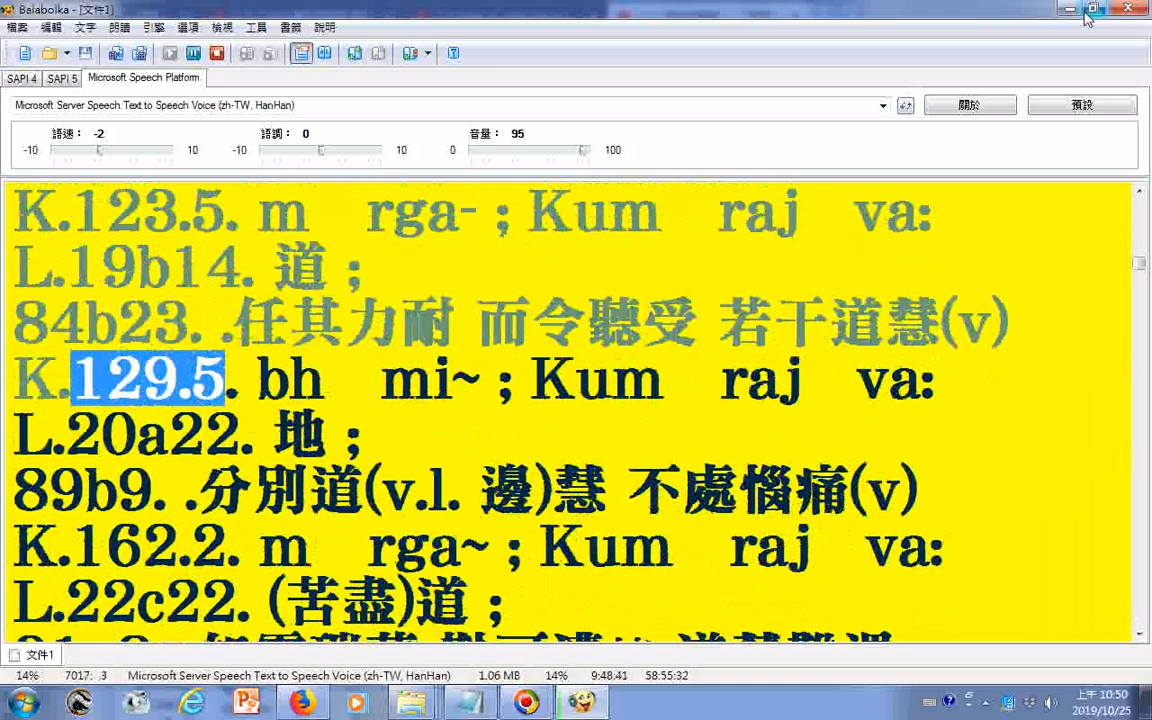 Balabolka - [文件1]
檔案 編輯 文字 朗讀 引擎 選項 檢視 工具 書籤 說明
SAPI 4 SAPI 5 Microsoft Speech Platform
Microsoft Server Speech Text to Speech Voice (zh-TW, HanHan) 關於 預設
語速： -2 語調： 0 音量： 95
-10 10 -10 10 0 100
K.123.5. m rga- ; Kum raj va:
L.19b14. 道 ;
84b23. .任其力耐 而令聽受 若干道慧(v)
K.129.5. bh mi~ ; Kum raj va:
L.20a22. 地 ;
89b9. .分別道(v.l. 邊)慧 不處惱痛(v)
K.162.2. m rga~ ; Kum raj va:
L.22c22. (苦盡)道 ;
文件1
14% 7017: 3 Microsoft Server Speech Text to Speech Voice (zh-TW, HanHan) 1.06 MB 14% 9:48.41 58:55:32
上午 10:50
2019/10/25